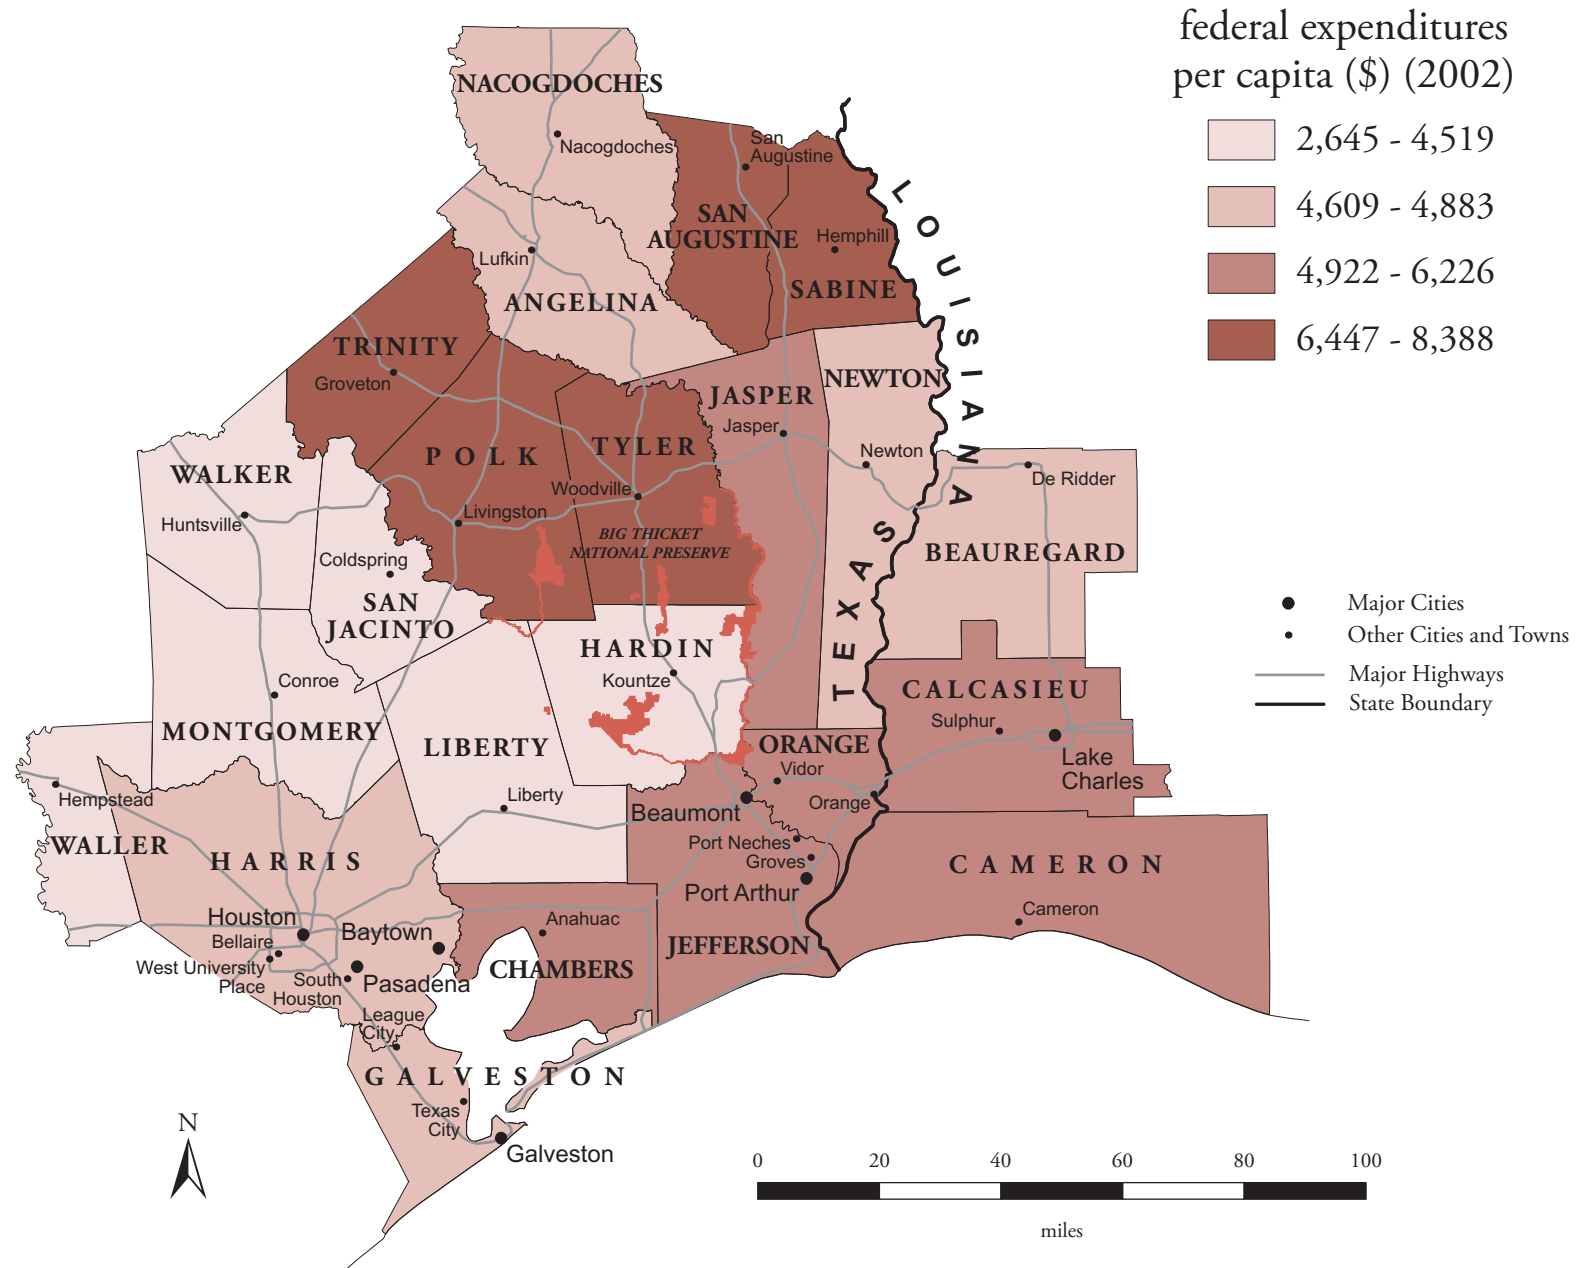 federal expenditures
per capita ($) (2002)
2,645 - 4,519
4,609 - 4,883
4,922 - 6,226
6,447 - 8,388
NACOGDOCHES
Nacogdoches
San
Augustine
SAN
AUGUSTINE
Hemphill
SABINE
LOUISIANA
Lufkin
ANGELINA
TRINITY
Groveton
JASPER
Jasper
NEWTON
Newton
POLK
Livingston
TYLER
Woodville
BIG THICKET
NATIONAL PRESERVE
WALKER
Huntsville
Coldspring
SAN
JACINTO
De Ridder
BEAUREGARD
TEXAS
Major Cities
Other Cities and Towns
Major Highways
State Boundary
HARDIN
Kountze
Conroe
MONTGOMERY
LIBERTY
Liberty
CALCASIEU
Sulphur
Lake
Charles
ORANGE
Vidor
Orange
Beaumont
Port Neches
Groves
Port Arthur
JEFFERSON
Hempstead
WALLER
HARRIS
Houston
Bellaire
West University
Place
South
Houston
Baytown
Pasadena
Anahuac
CHAMBERS
CAMERON
Cameron
League
City
GALVESTON
Texas
City
Galveston
N
0 20 40 60 80 100
miles